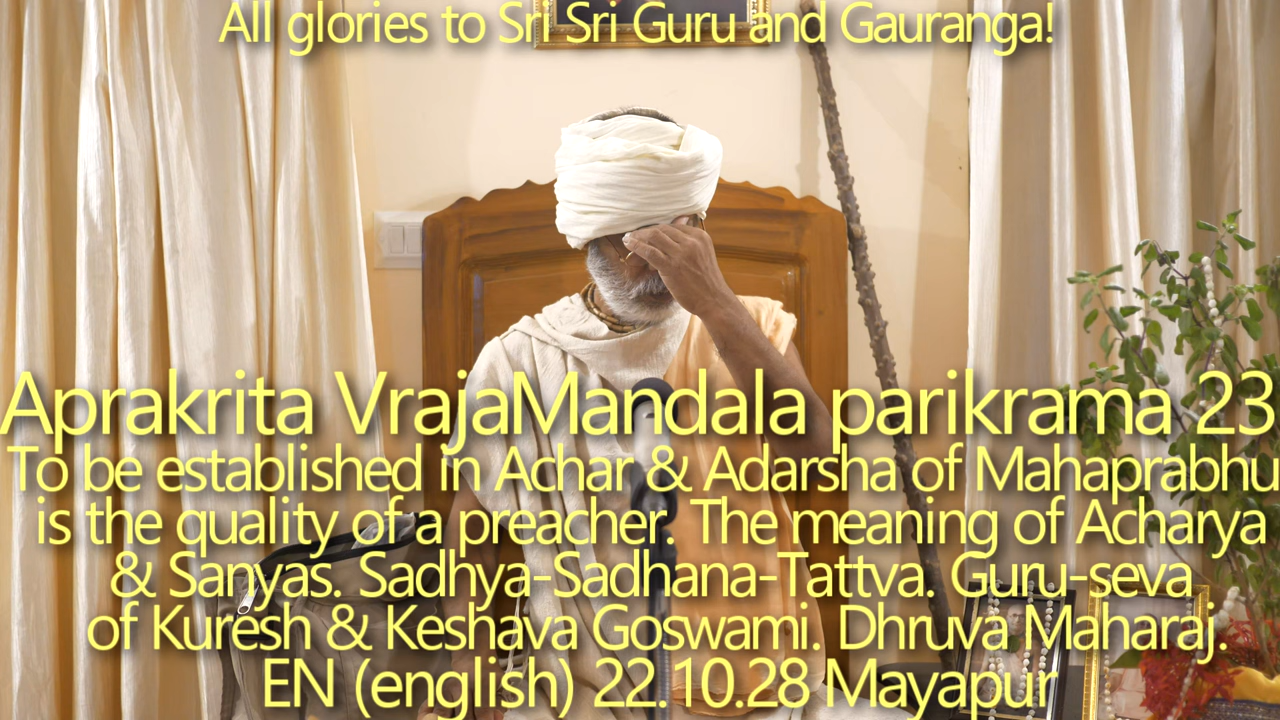 All glories to Sri Sri Guru and Gauranga!
Aprakrita VrajaMandala parikrama 23
To be established in Achar & Adarsha of Mahaprabhu
is the quality of a preacher. The meaning of Acharya
& Sanyas. Sadhya-Sadhana-Tattva. Guru-seva
of Kuresh & Keshava Goswami. Dhruva Maharaj.
EN (english) 22.10.28 Mayapur